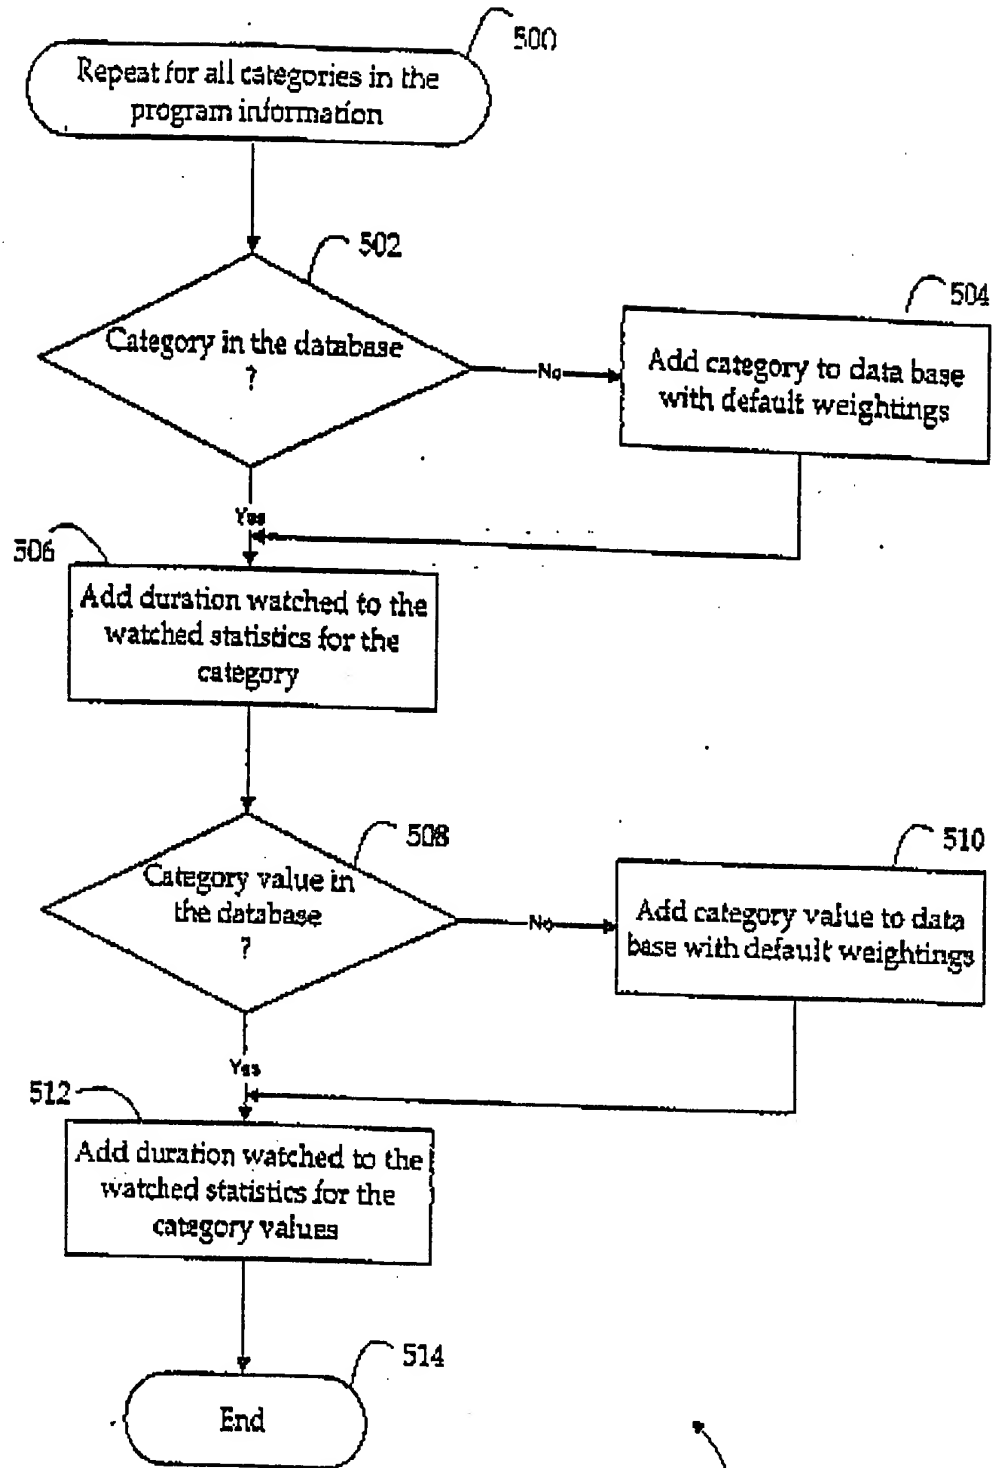 500
Repeat for all categories in the
program information
502
Category in the database
?
No
504
Add category to data base
with default weightings
Yes
506
Add duration watched to the
watched statistics for the
category
508
Category value in
the database
?
No
510
Add category value to data
base with default weightings
Yes
512
Add duration watched to the
watched statistics for the
category values
514
End